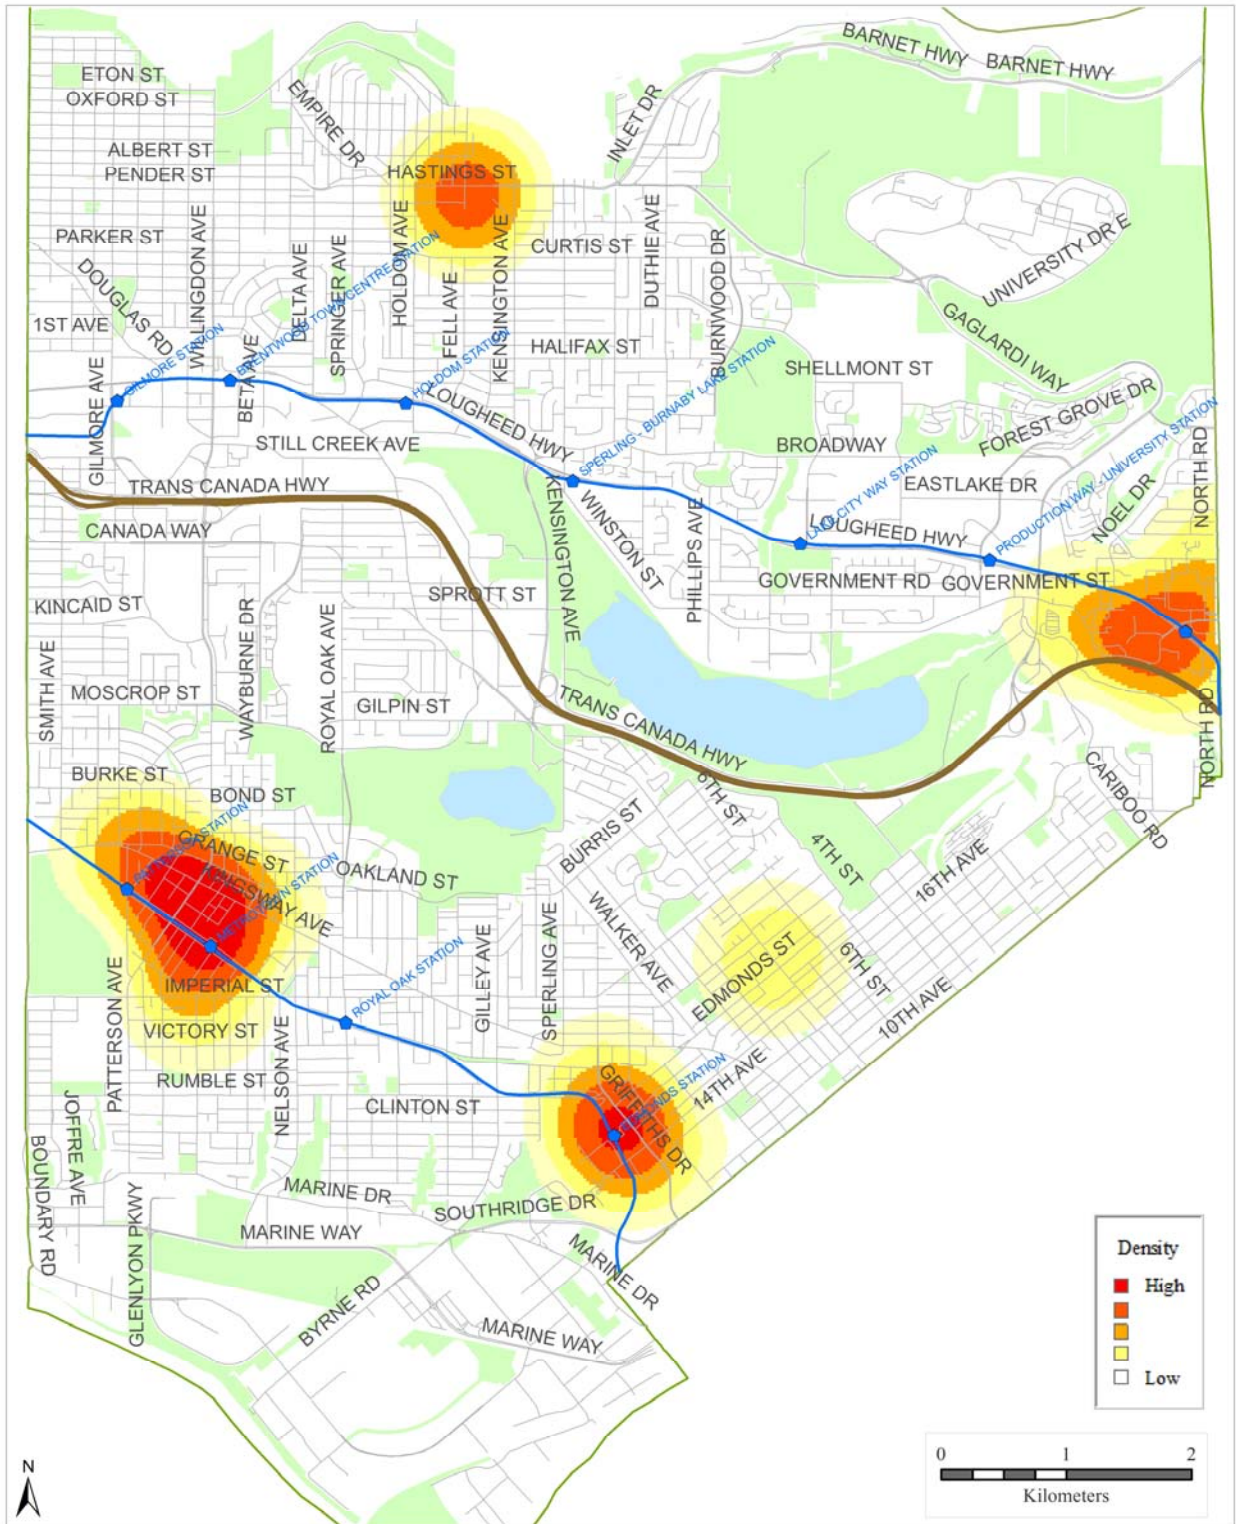 BARNET HWY
BARNET HWY
ETON ST
OXFORD ST
EMPIRE DR
INLET DR
ALBERT ST
PENDER ST
HASTINGS ST
PARKER ST
WILLINGDON AVE
DELTA AVE
SPRINGER AVE
HOLDOM AVE
FELL AVE
KENSINGTON AVE
CURTIS ST
DUTHIE AVE
BURNWOOD DR
UNIVERSITY DR E
DOUGLAS RD
1ST AVE
GILMORE STATION
BRENTWOOD TOWN CENTRE STATION
HOLDOM STATION
HALIFAX ST
SPERLING - BURNABY LAKE STATION
SHELLMONT ST
GAGLARDI WAY
FOREST GROVE DR
GILMORE AVE
BETA AVE
STILL CREEK AVE
LOUGHEED HWY
BROADWAY
LAKE CITY WAY STATION
EASTLAKE DR
PRODUCTION WAY - UNIVERSITY STATION
NORTH RD
NOEL DR
TRANS CANADA HWY
CANADA WAY
KENSINGTON AVE
WINSTON ST
PHILLIPS AVE
LOUGHEED HWY
GOVERNMENT RD
GOVERNMENT ST
KINCAID ST
SPROTT ST
SMITH AVE
WAYBURNE DR
ROYAL OAK AVE
MOSCROP ST
GILPIN ST
TRANS CANADA HWY
NORTH RD
BURKE ST
BOND ST
6TH ST
CARIBOO RD
BURRIS ST
4TH ST
16TH AVE
PATTERSON STATION
GRANGE ST
METROTOWN STATION
KINGSWAY AVE
OAKLAND ST
WALKER AVE
EDMONDS ST
6TH ST
10TH AVE
GILLEY AVE
SPERLING AVE
ROYAL OAK STATION
IMPERIAL ST
PATTERSON AVE
VICTORY ST
NELSON AVE
RUMBLE ST
CLINTON ST
EDMONDS STATION
GRIFFITHS DR
14TH AVE
JOFFRE AVE
BOUNDARY RD
MARINE DR
SOUTHRIDGE DR
GLENLYON PKWY
MARINE WAY
MARINE DR
BYRNE RD
MARINE WAY
Density
High
Low
0 1 2
Kilometers
N